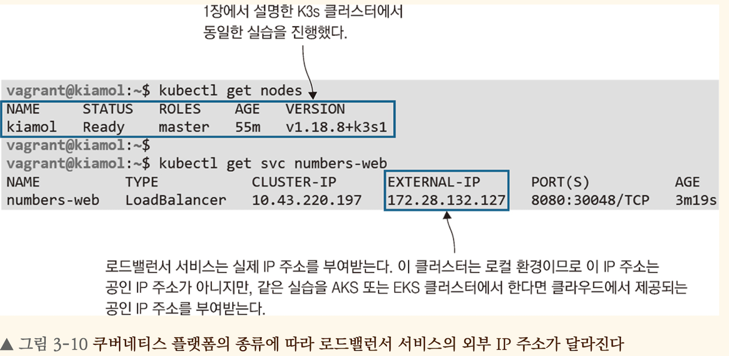 1장에서 설명한 K3s 클러스터에서
동일한 실습을 진행했다.
vagrant@kiamol:~$ kubectl get nodes
NAME STATUS ROLES AGE VERSION
kiamol Ready master 55m v1.18.8+k3s1
vagrant@kiamol:~$
vagrant@kiamol:~$ kubectl get svc numbers-web
NAME TYPE CLUSTER-IP EXTERNAL-IP PORT(S) AGE
numbers-web LoadBalancer 10.43.220.197 172.28.132.127 8080:30048/TCP 3m19s
로드밸런서 서비스는 실제 IP 주소를 부여받는다. 이 클러스터는 로컬 환경이므로 이 IP 주소는
공인 IP 주소가 아니지만, 같은 실습을 AKS 또는 EKS 클러스터에서 한다면 클라우드에서 제공되는
공인 IP 주소를 부여받는다.
▲ 그림 3-10 쿠버네티스 플랫폼의 종류에 따라 로드밸런서 서비스의 외부 IP 주소가 달라진다